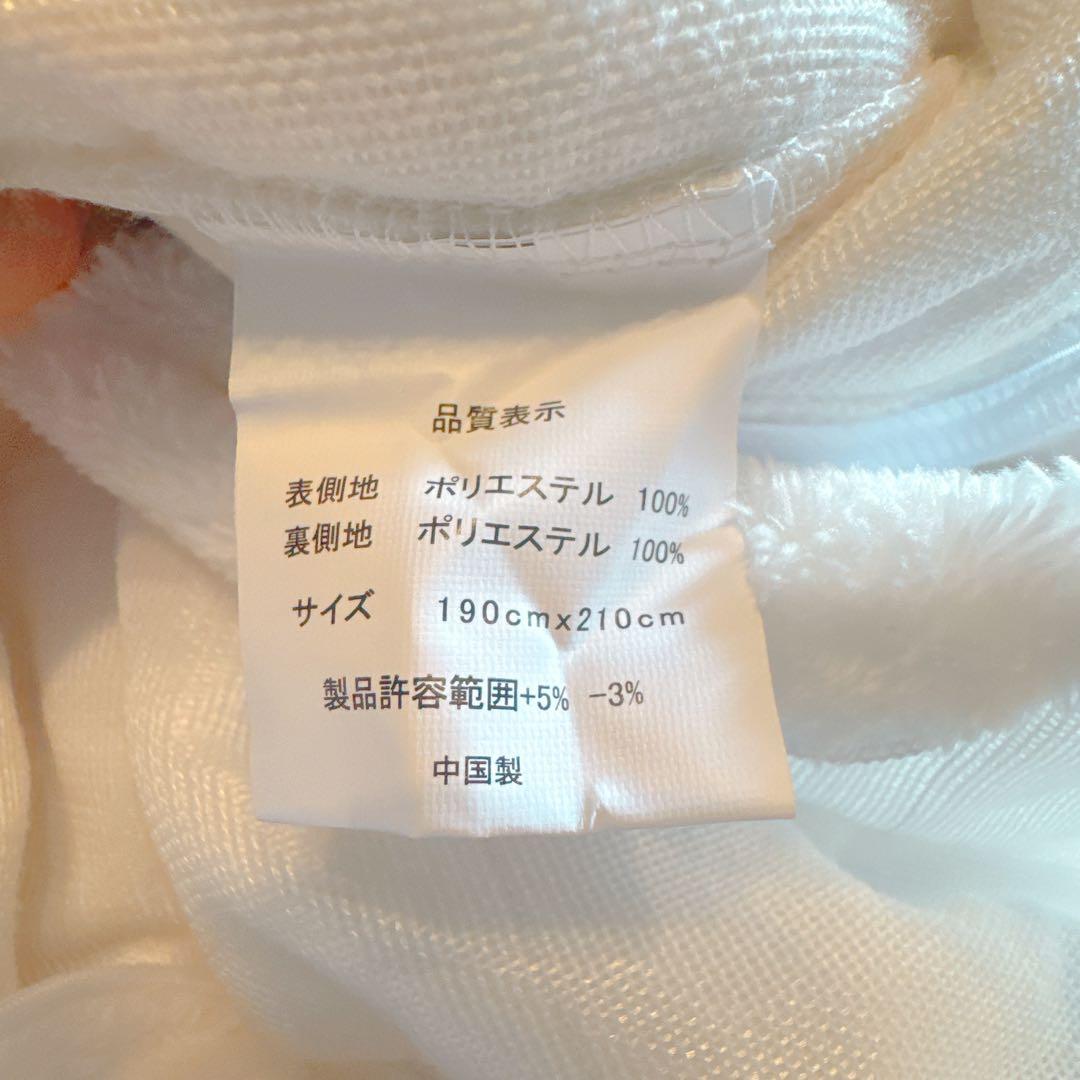 品質表示
表側地 ポリエステル 100%
裏側地 ポリエステル 100%
サイズ 190cmx210cm
製品許容範囲+5% -3%
中国製